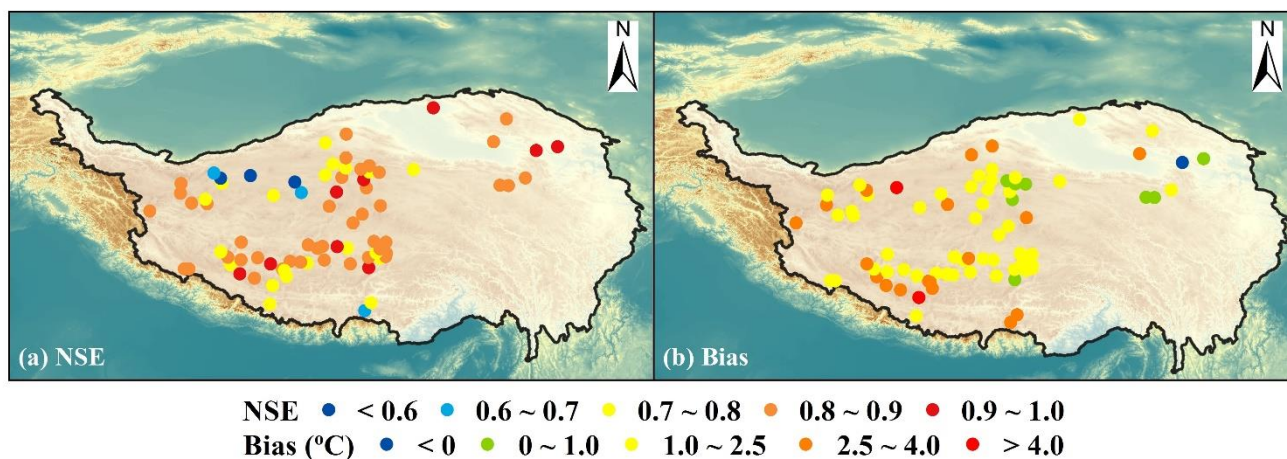 N
N
(a) NSE
(b) Bias
NSE < 0.6 0.6 ~ 0.7 0.7 ~ 0.8 0.8 ~ 0.9 0.9 ~ 1.0
Bias (ºC) < 0 0 ~ 1.0 1.0 ~ 2.5 2.5 ~ 4.0 > 4.0